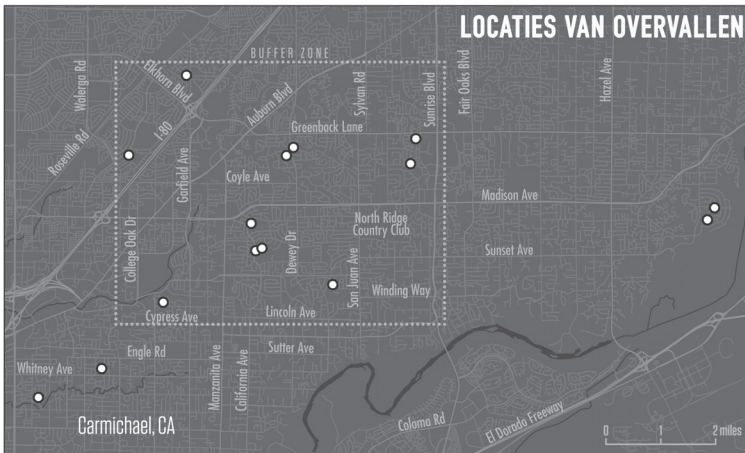 LOCATIES VAN OVERVALLEN
BUFFER ZONE
Walerga Rd
Elkhorn Blvd
Auburn Blvd
Sylvan Rd
Sunrise Blvd
Fair Oaks Blvd
Hazel Ave
Roseville Rd
I-80
Greenback Lane
Garfield Ave
Coyle Ave
Madison Ave
College Oak Dr
North Ridge
Country Club
Dewey Dr
San Juan Ave
Sunset Ave
Winding Way
Cypress Ave
Lincoln Ave
Engle Rd
Sutter Ave
Whitney Ave
Manzanita Ave
California Ave
Carmichael, CA
Coloma Rd
El Dorada Freeway
0 1 2 miles